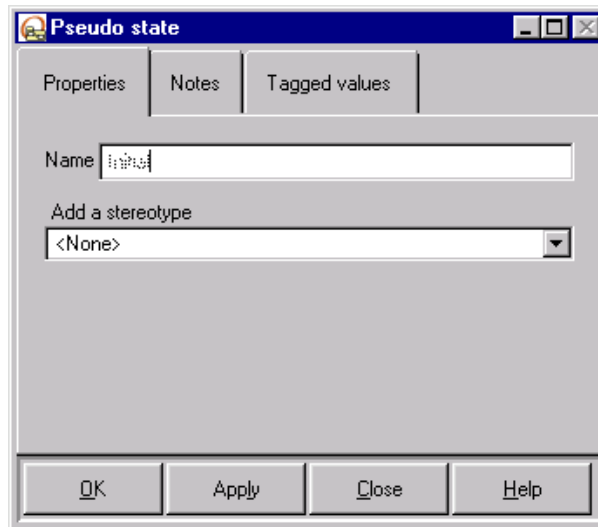 Pseudo state
Properties Notes Tagged values
Name
Add a stereotype
<None>
OK Apply Close Help